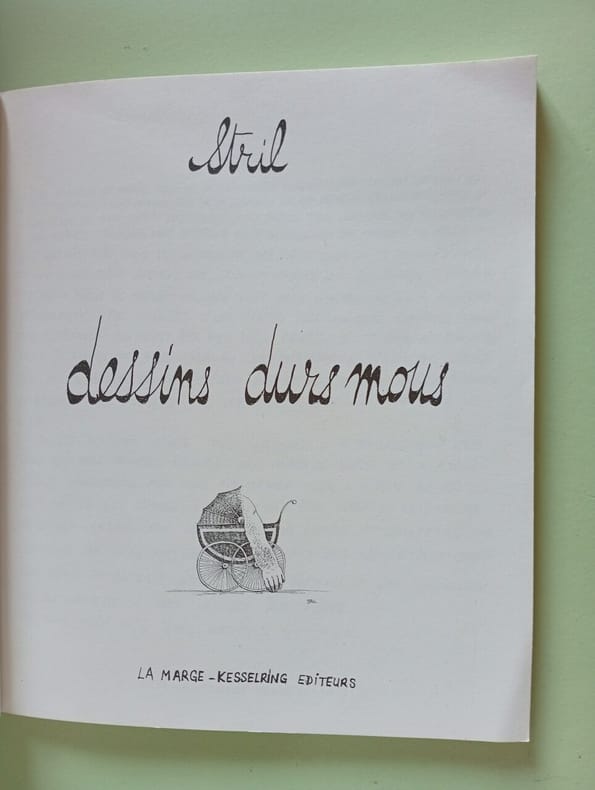 Stril
dessins durs mous
LA MARGE - KESSELRING EDITEURS